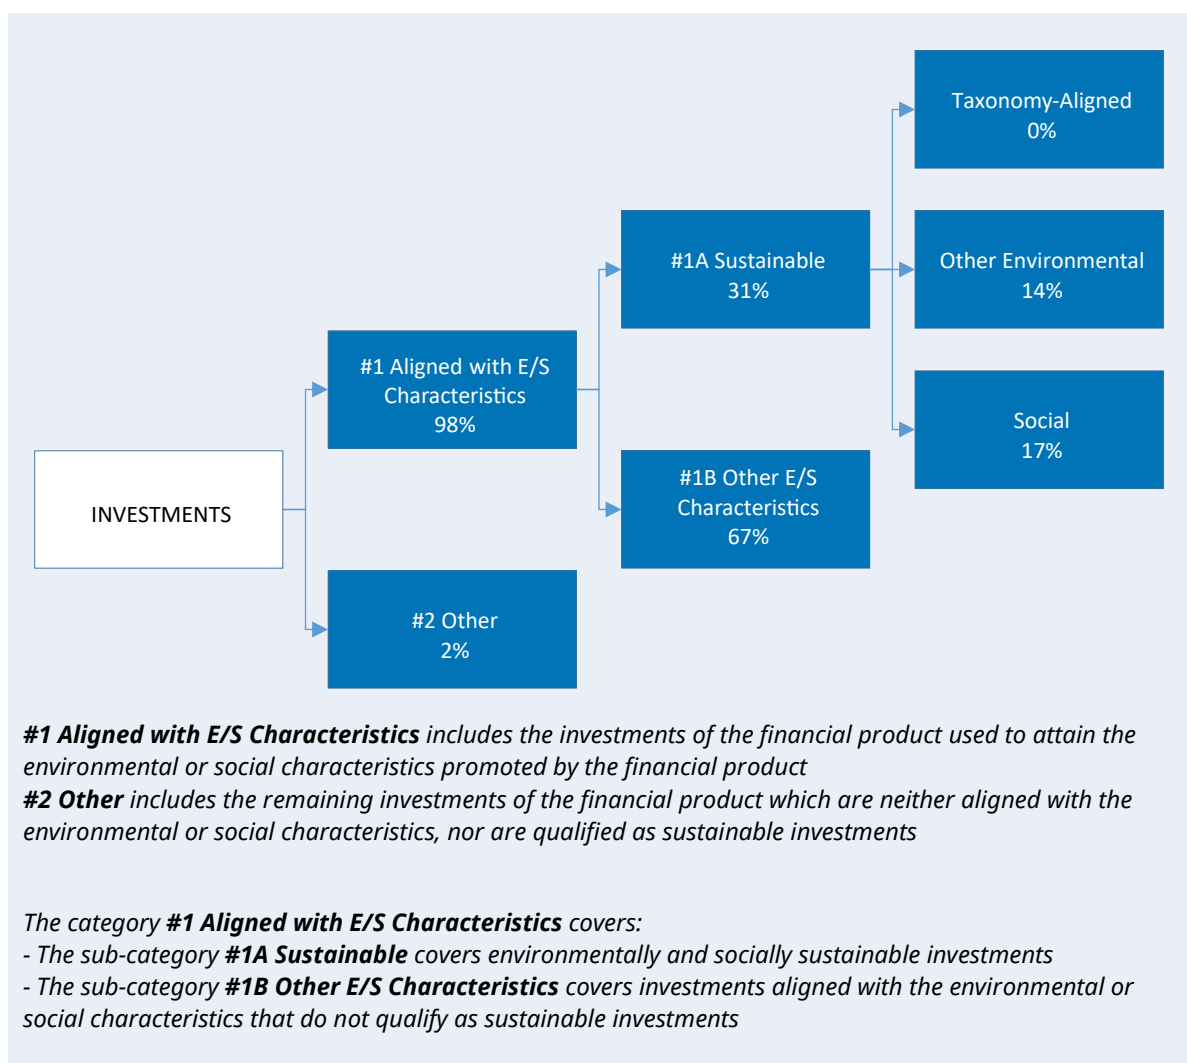 Taxonomy-Aligned
0%
#1A Sustainable
31%
Other Environmental
14%
#1 Aligned with E/S
Characteristics
98%
Social
17%
#1B Other E/S
Characteristics
67%
INVESTMENTS
#2 Other
2%
#1 Aligned with E/S Characteristics includes the investments of the financial product used to attain the
environmental or social characteristics promoted by the financial product
#2 Other includes the remaining investments of the financial product which are neither aligned with the
environmental or social characteristics, nor are qualified as sustainable investments
The category #1 Aligned with E/S Characteristics covers:
- The sub-category #1A Sustainable covers environmentally and socially sustainable investments
- The sub-category #1B Other E/S Characteristics covers investments aligned with the environmental or
social characteristics that do not qualify as sustainable investments